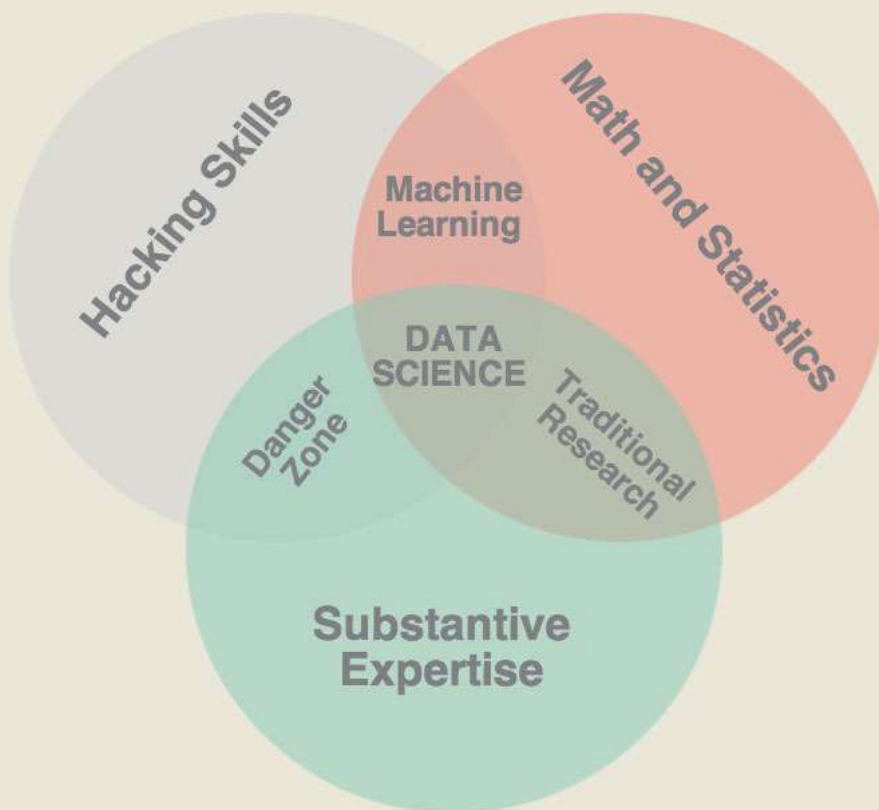 Hacking Skills
Math and Statistics
Machine
Learning
DATA
SCIENCE
Danger
Zone
Traditional
Research
Substantive
Expertise